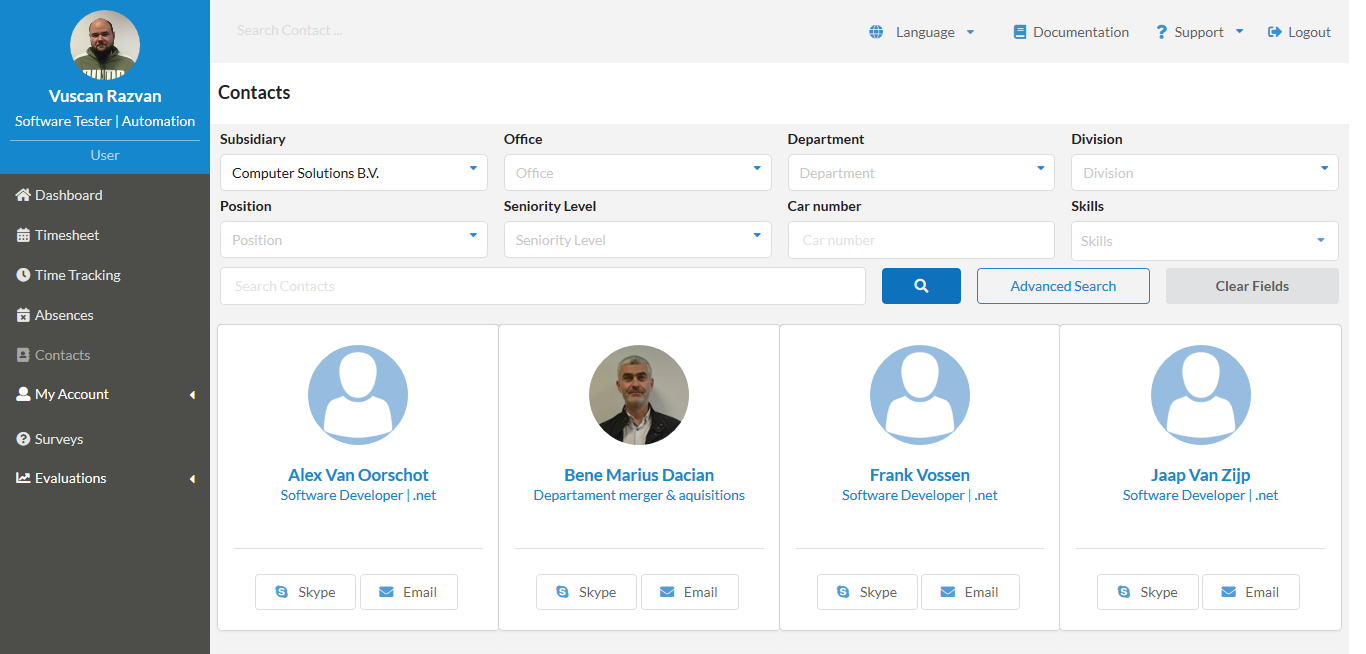 Search Contact ...
Language
Documentation
Support
Logout
Vuscan Razvan
Software Tester | Automation
User
Dashboard
Timesheet
Time Tracking
Absences
Contacts
My Account
Surveys
Evaluations
Contacts
Subsidiary Office Department Division
Computer Solutions B.V. Office Department Division
Position Seniority Level Car number Skills
Position Seniority Level Car number Skills
Search Contacts Advanced Search Clear Fields
Alex Van Oorschot
Software Developer | .net
Skype Email
Bene Marius Dacian
Departament merger & aquisitions
Skype Email
Frank Vossen
Software Developer | .net
Skype Email
Jaap Van Zijp
Software Developer | .net
Skype Email